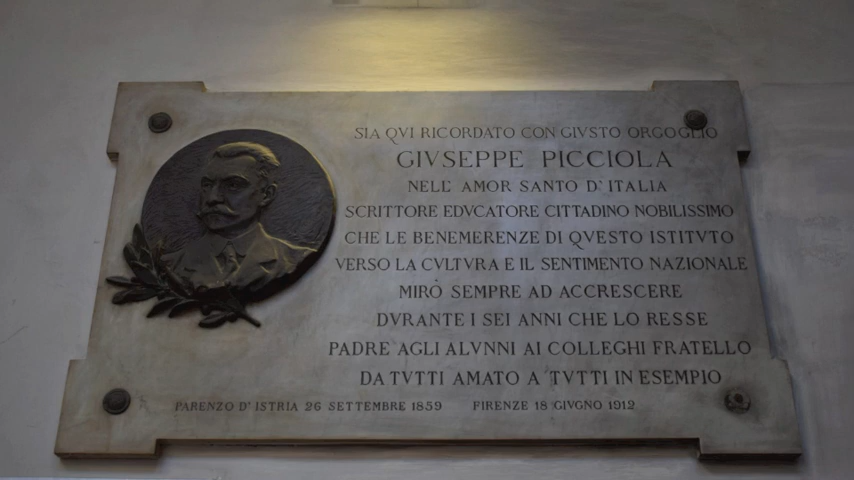 SIA QVI RICORDATO CON GIVSTO ORGOGLIO
GIVSEPPE PICCIOLA
NELL' AMOR SANTO D'ITALIA
SCRITTORE EDVCATORE CITTADINO NOBILISSIMO
CHE LE BENEMERENZE DI QVESTO ISTITVTO
VERSO LA CVLTVRA E IL SENTIMENTO NAZIONALE
MIRÒ SEMPRE AD ACCRESCERE
DVRANTE I SEI ANNI CHE LO RESSE
PADRE AGLI ALVNNI AI COLLEGHI FRATELLO
DA TVTTI AMATO A TVTTI IN ESEMPIO
PARENZO D'ISTRIA 26 SETTEMBRE 1859 FIRENZE 18 GIVGNO 1912